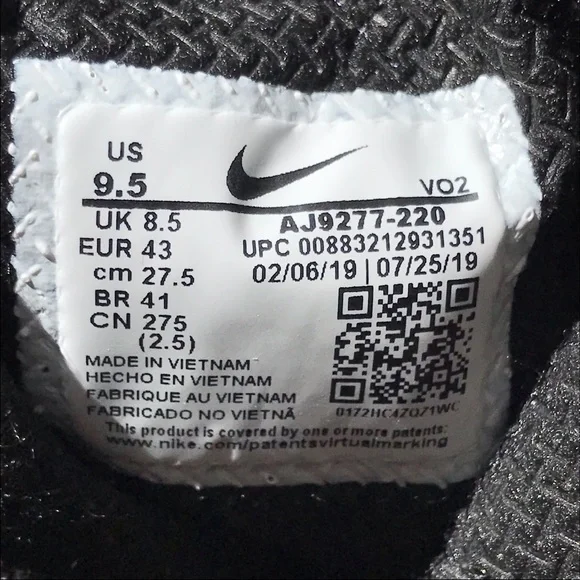 US
9.5
VO2
UK 8.5
AJ9277-220
EUR 43
UPC 00883212931351
cm 27.5
02/06/19 | 07/25/19
BR 41
CN 275
(2.5)
MADE IN VIETNAM
HECHO EN VIETNAM
FABRIQUE AU VIETNAM
FABRICADO NO VIETNÃ
0172HC4ZQZ1WC
This product is covered by one or more patents:
www.nike.com/patentsvirtualmarking